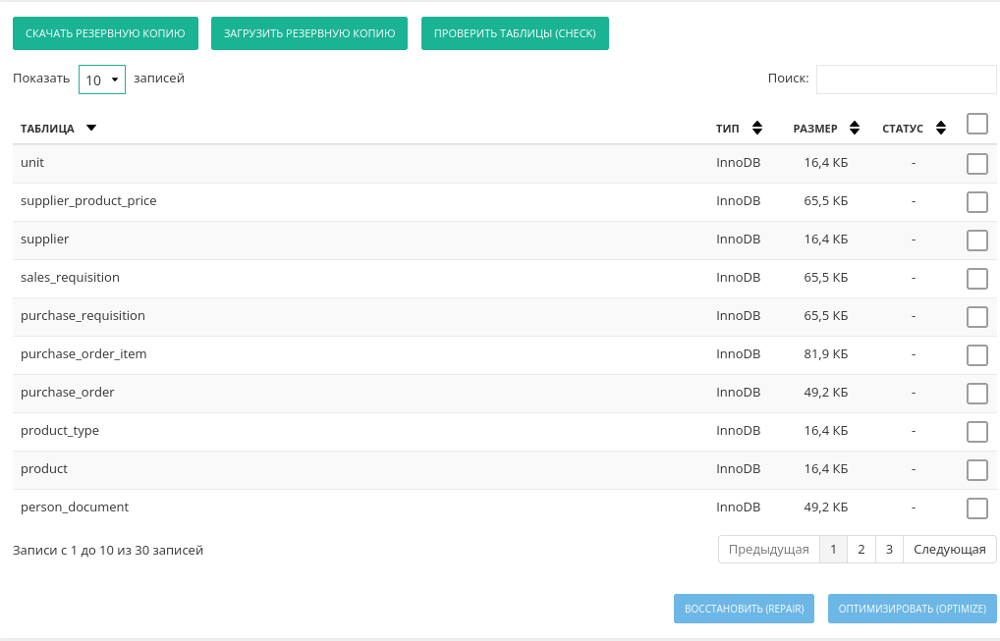 СКАЧАТЬ РЕЗЕРВНУЮ КОПИЮ ЗАГРУЗИТЬ РЕЗЕРВНУЮ КОПИЮ ПРОВЕРИТЬ ТАБЛИЦЫ (CHECK)
Показать 10 записей Поиск:
ТАБЛИЦА ТИП РАЗМЕР СТАТУС
unit InnoDB 16,4 КБ -
supplier_product_price InnoDB 65,5 КБ -
supplier InnoDB 16,4 КБ -
sales_requisition InnoDB 65,5 КБ -
purchase_requisition InnoDB 65,5 КБ -
purchase_order_item InnoDB 81,9 КБ -
purchase_order InnoDB 49,2 КБ -
product_type InnoDB 16,4 КБ -
product InnoDB 16,4 КБ -
person_document InnoDB 49,2 КБ -
Записи с 1 до 10 из 30 записей Предыдущая 1 2 3 Следующая
ВОССТАНОВИТЬ (REPAIR) ОПТИМИЗИРОВАТЬ (OPTIMIZE)